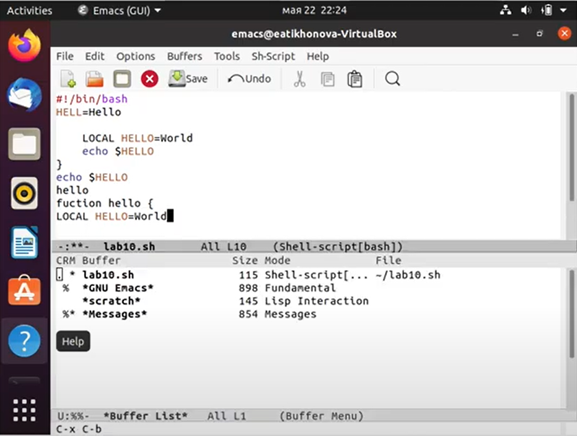 Activities Emacs (GUI) мая 22 22:24
emacs@eatikhonova-VirtualBox
File Edit Options Buffers Tools Sh-Script Help
Save Undo
#!/bin/bash
HELL=Hello
LOCAL HELLO=World
echo $HELLO
}
echo $HELLO
hello
fuction hello {
LOCAL HELLO=World
-:**- lab10.sh All L10 (Shell-script[bash])
CRM Buffer Size Mode File
. * lab10.sh 115 Shell-script[... ~/lab10.sh
% *GNU Emacs* 898 Fundamental
*scratch* 145 Lisp Interaction
%* *Messages* 854 Messages
Help
U:%%- *Buffer List* All L1 (Buffer Menu)
C-x C-b